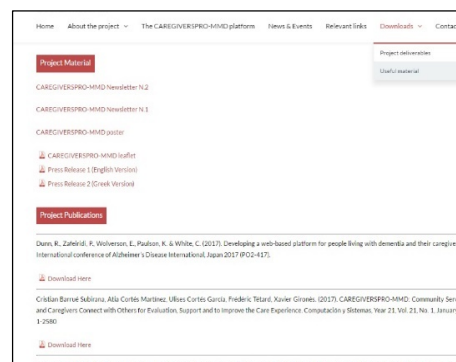 Home About the project The CAREGIVERSPRO-MMD platform News & Events Relevant links Downloads Contac
Project deliverables
Useful material
Project Material
CAREGIVERSPRO-MMD Newsletter N.2
CAREGIVERSPRO-MMD Newsletter N.1
CAREGIVERSPRO-MMD poster
CAREGIVERSPRO-MMD leaflet
Press Release 1 (English Version)
Press Release 2 (Greek Version)
Project Publications
Dunn, R., Zafeiridi, P., Wolverson, E., Paulson, K. & White, C. (2017). Developing a web-based platform for people living with dementia and their caregive
International conference of Alzheimer's Disease International, Japan 2017 (PO2-417).
Download Here
Cristian Barrué Subirana, Atia Cortés Martínez, Ulises Cortés García, Frédéric Tétard, Xavier Gironès. (2017). CAREGIVERSPRO-MMD: Community Serv
and Caregivers Connect with Others for Evaluation, Support and to Improve the Care Experience. Computación y Sistemas, Year 21, Vol. 21, No. 1, January
1-2580
Download Here